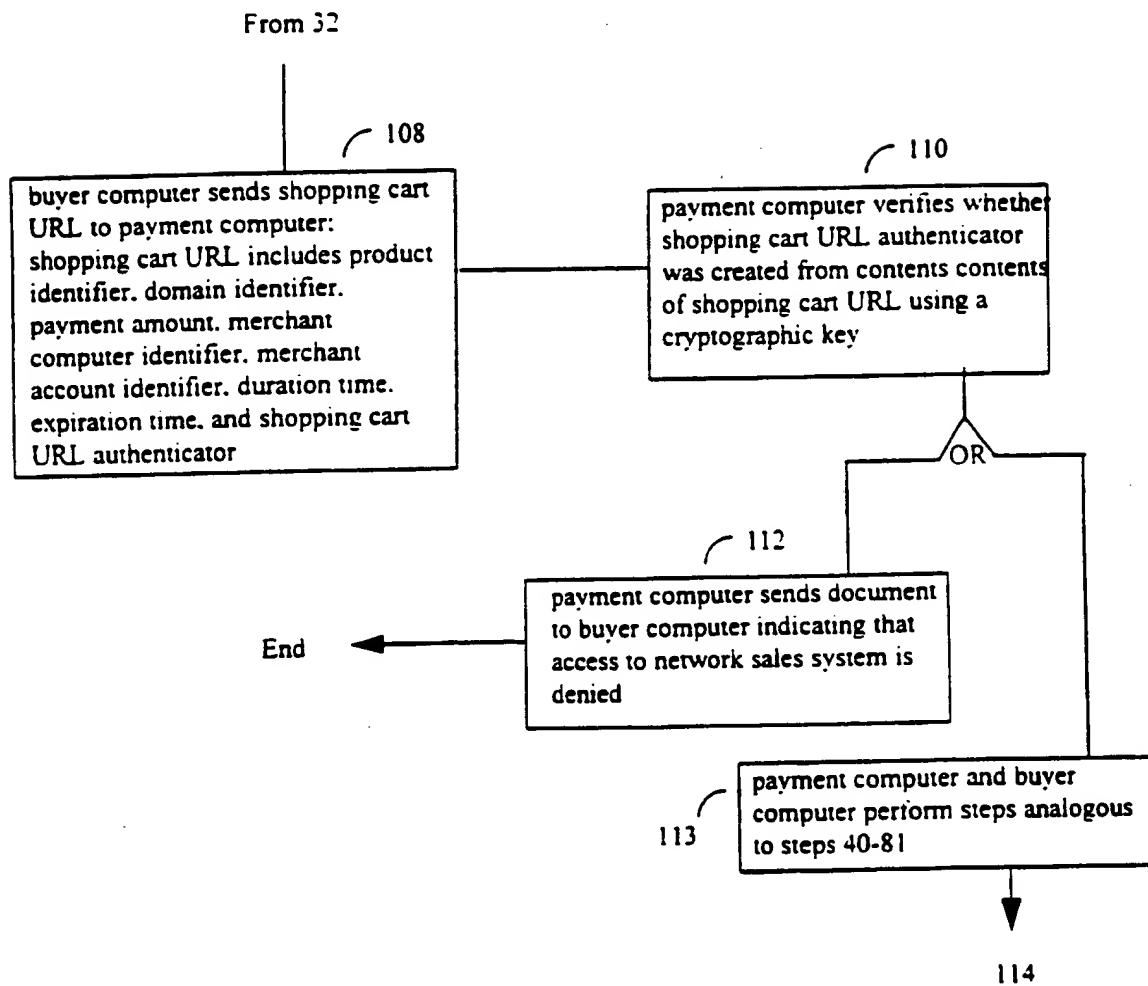 From 32
108
buyer computer sends shopping cart
URL to payment computer:
shopping cart URL includes product
identifier. domain identifier.
payment amount. merchant
computer identifier. merchant
account identifier. duration time.
expiration time. and shopping cart
URL authenticator
110
payment computer verifies whether
shopping cart URL authenticator
was created from contents contents
of shopping cart URL using a
cryptographic key
OR
112
payment computer sends document
to buyer computer indicating that
access to network sales system is
denied
End
payment computer and buyer
computer perform steps analogous
to steps 40-81
113
114